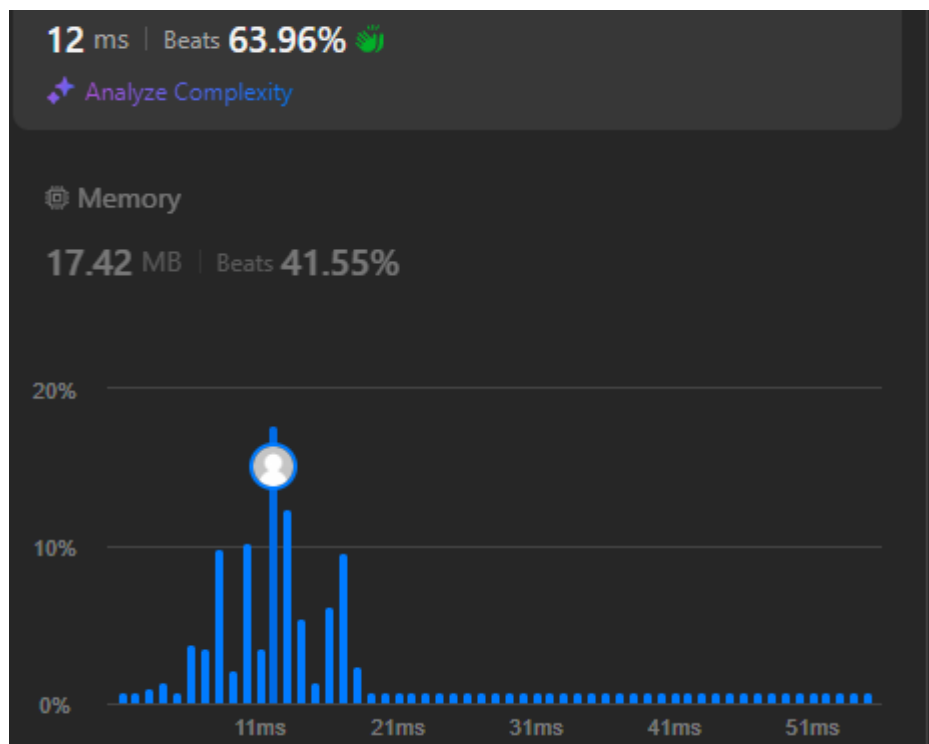 12 ms | Beats 63.96%
Analyze Complexity
Memory
17.42 MB | Beats 41.55%
20%
10%
0%
11ms 21ms 31ms 41ms 51ms